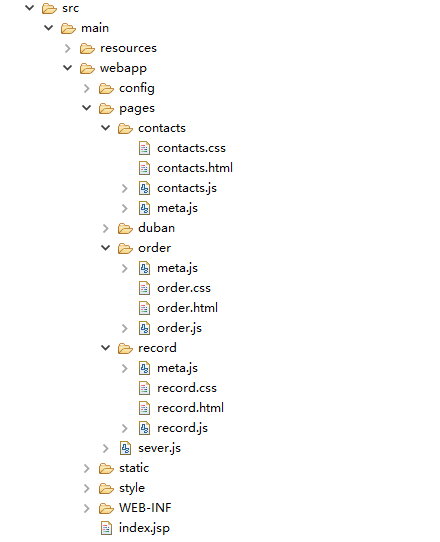 src
main
resources
webapp
config
pages
contacts
contacts.css
contacts.html
contacts.js
meta.js
duban
order
meta.js
order.css
order.html
order.js
record
meta.js
record.css
record.html
record.js
sever.js
static
style
WEB-INF
index.jsp